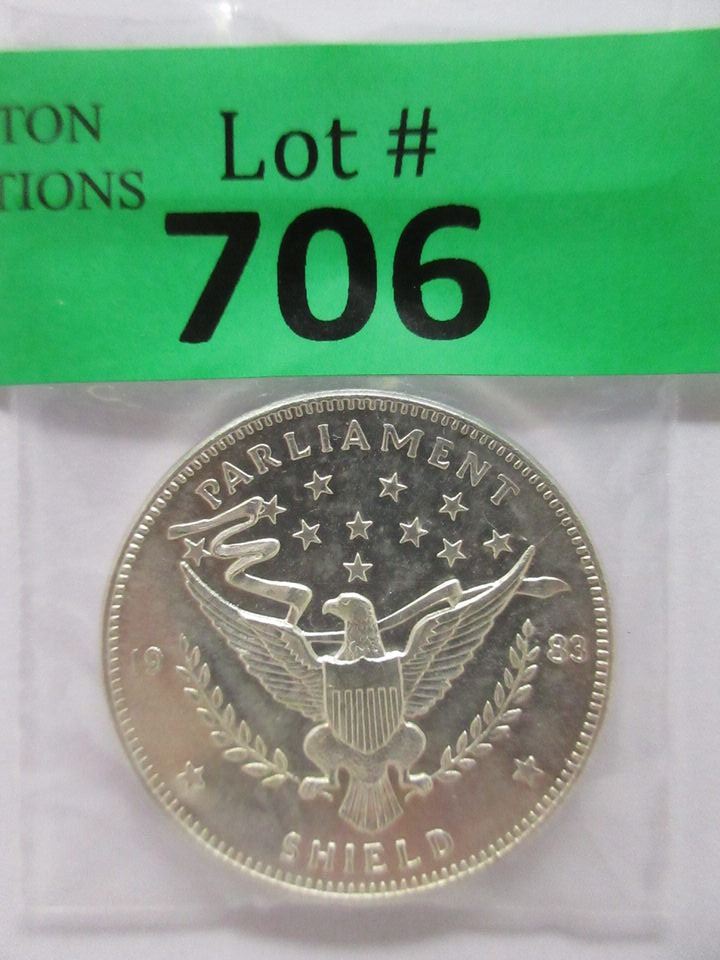 TON
TIONS
Lot #
706
PARLIAMENT
19 83
SHIELD